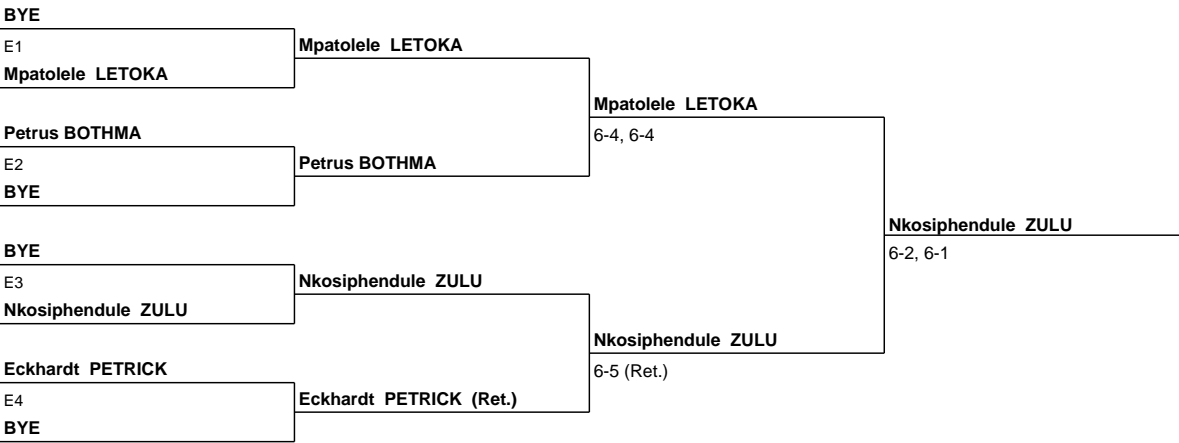 BYE
E1
Mpatolele LETOKA
Mpatolele LETOKA
Mpatolele LETOKA
6-4, 6-4
Petrus BOTHMA
E2
Petrus BOTHMA
BYE
Nkosiphendule ZULU
6-2, 6-1
BYE
E3
Nkosiphendule ZULU
Nkosiphendule ZULU
Nkosiphendule ZULU
6-5 (Ret.)
Eckhardt PETRICK
E4
Eckhardt PETRICK (Ret.)
BYE